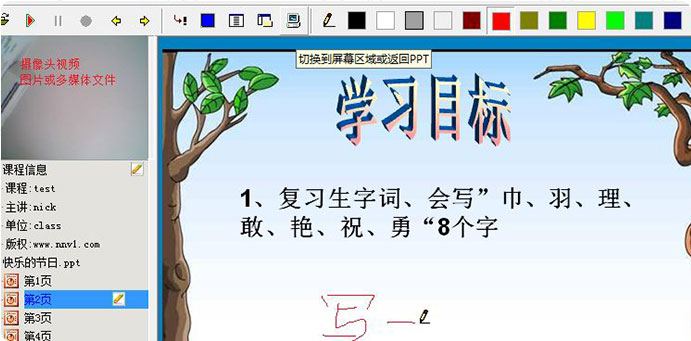 切换到屏幕区域或返回PPT
摄像头视频
图片或多媒体文件
课程信息
课程:test
主讲:nick
单位:class
版权:www.nnvl.com
快乐的节日.ppt
第1页
第2页
第3页
第4页
学习目标
1、复习生字词、会写”巾、羽、理、
敢、艳、祝、勇“8个字
写一